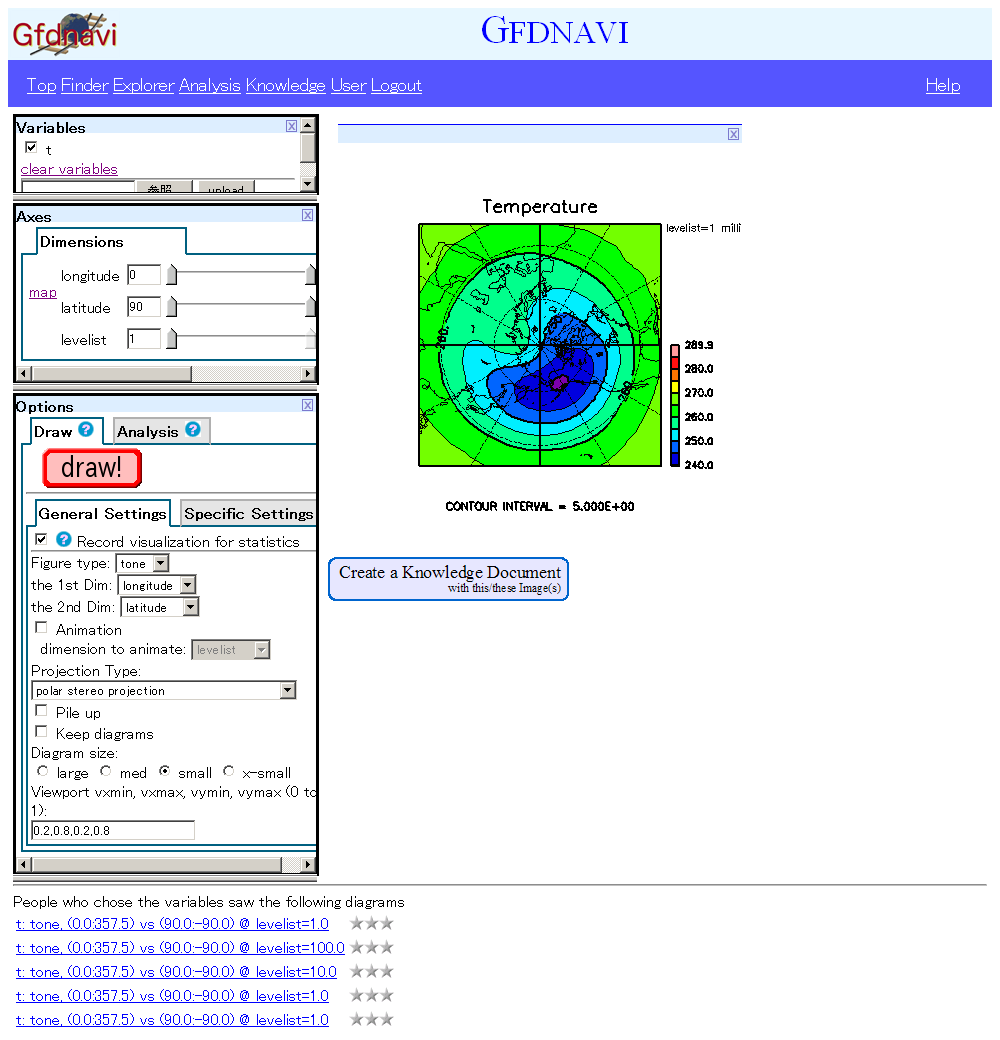 Gfdnavi
GFDNAVI
Top Finder Explorer Analysis Knowledge User Logout
Help
Variables
t
clear variables
参照
upload
Axes
Dimensions
longitude 0
map
latitude 90
levelist 1
Options
Draw ? Analysis ?
draw!
General Settings Specific Settings
? Record visualization for statistics
Figure type: tone
the 1st Dim: longitude
the 2nd Dim: latitude
Animation
dimension to animate: levelist
Projection Type:
polar stereo projection
Pile up
Keep diagrams
Diagram size:
large med small x-small
Viewport vxmin, vxmax, vymin, vymax (0 to
1):
0.2,0.8,0.2,0.8
Temperature
levelist=1 milli
260.
250.
260
289.9
280.0
270.0
260.0
250.0
240.0
CONTOUR INTERVAL = 5.000E+00
Create a Knowledge Document
with this/these Image(s)
People who chose the variables saw the following diagrams
t: tone, (0.0:357.5) vs (90.0:-90.0) @ levelist=1.0
t: tone, (0.0:357.5) vs (90.0:-90.0) @ levelist=100.0
t: tone, (0.0:357.5) vs (90.0:-90.0) @ levelist=10.0
t: tone, (0.0:357.5) vs (90.0:-90.0) @ levelist=1.0
t: tone, (0.0:357.5) vs (90.0:-90.0) @ levelist=1.0